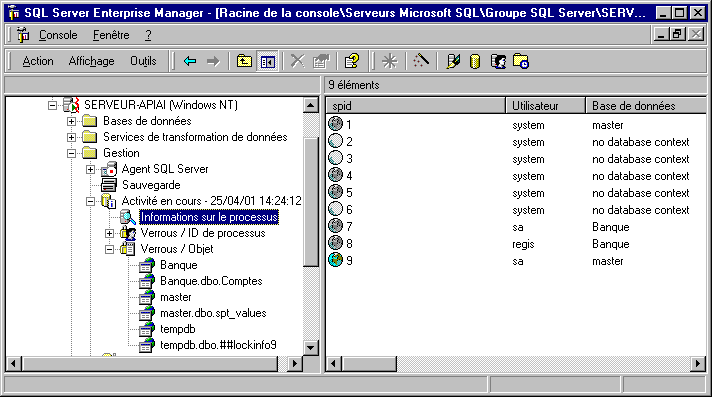 SQL Server Enterprise Manager - [Racine de la console\Serveurs Microsoft SQL\Groupe SQL Server\SERV...
Console Fenêtre ?
Action Affichage Outils
9 éléments
SERVEUR-APIAI (Windows NT)
Bases de données
Services de transformation de données
Gestion
Agent SQL Server
Sauvegarde
Activité en cours - 25/04/01 14:24:12
Informations sur le processus
Verrous / ID de processus
Verrous / Objet
Banque
Banque.dbo.Comptes
master
master.dbo.spt_values
tempdb
tempdb.dbo.##lockinfo9
spid Utilisateur Base de données
1 system master
2 system no database context
3 system no database context
4 system no database context
5 system no database context
6 system no database context
7 sa Banque
8 regis Banque
9 sa master